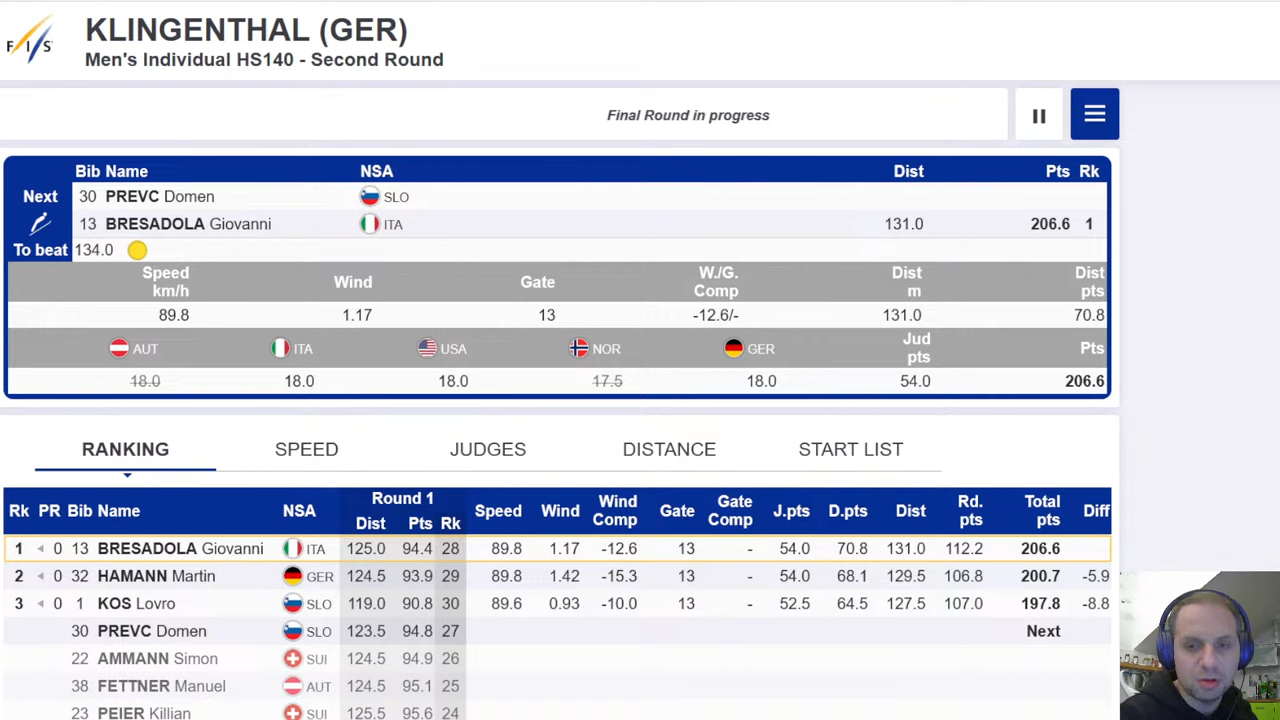 FIS
KLINGENTHAL (GER)
Men's Individual HS140 - Second Round
Final Round in progress
Bib Name NSA Dist Pts Rk
Next 30 PREVC Domen SLO
13 BRESADOLA Giovanni ITA 131.0 206.6 1
To beat 134.0
Speed km/h Wind Gate W./G. Comp Dist m Dist pts
89.8 1.17 13 -12.6/- 131.0 70.8
AUT ITA USA NOR GER Jud pts Pts
18.0 18.0 18.0 17.5 18.0 54.0 206.6
RANKING SPEED JUDGES DISTANCE START LIST
Round 1
Rk PR Bib Name NSA Dist Pts Rk Speed Wind Wind Comp Gate Gate Comp J.pts D.pts Dist Rd. pts Total pts Diff
1 0 13 BRESADOLA Giovanni ITA 125.0 94.4 28 89.8 1.17 -12.6 13 - 54.0 70.8 131.0 112.2 206.6
2 0 32 HAMANN Martin GER 124.5 93.9 29 89.8 1.42 -15.3 13 - 54.0 68.1 129.5 106.8 200.7 -5.9
3 0 1 KOS Lovro SLO 119.0 90.8 30 89.6 0.93 -10.0 13 - 52.5 64.5 127.5 107.0 197.8 -8.8
30 PREVC Domen SLO 123.5 94.8 27 Next
22 AMMANN Simon SUI 124.5 94.9 26
38 FETTNER Manuel AUT 124.5 95.1 25
23 PEIER Killian SUI 125.5 95.6 24